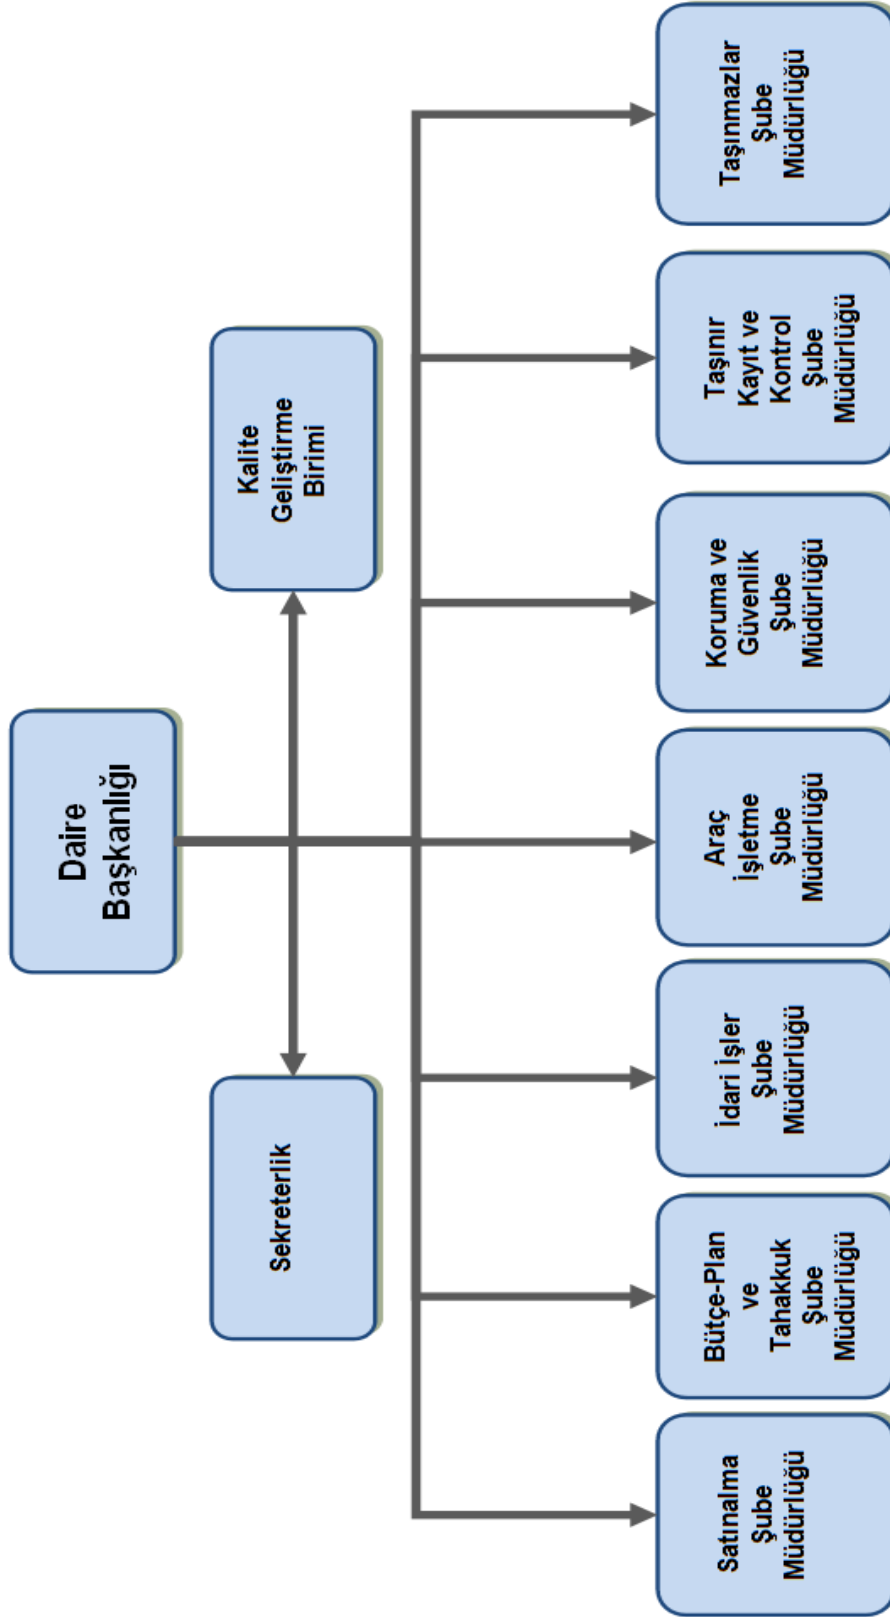 Daire
Başkanlığı
Sekreterlik
Kalite
Geliştirme
Birimi
Satınalma
Şube
Müdürlüğü
Bütçe-Plan
ve
Tahakkuk
Şube
Müdürlüğü
İdari İşler
Şube
Müdürlüğü
Araç
İşletme
Şube
Müdürlüğü
Koruma ve
Güvenlik
Şube
Müdürlüğü
Taşınır
Kayıt ve
Kontrol
Şube
Müdürlüğü
Taşınmazlar
Şube
Müdürlüğü